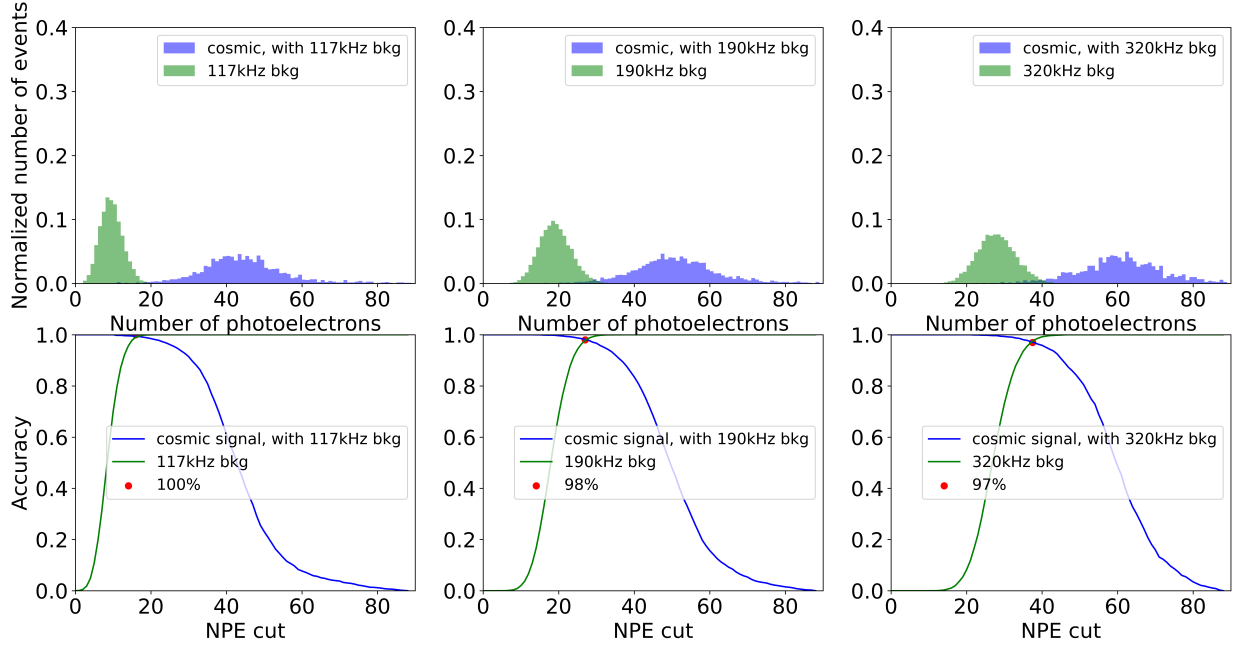 Normalized number of events
0.4
0.3
0.2
0.1
0.0
cosmic, with 117kHz bkg
117kHz bkg
0 20 40 60 80
Number of photoelectrons
0.4
0.3
0.2
0.1
0.0
cosmic, with 190kHz bkg
190kHz bkg
0 20 40 60 80
Number of photoelectrons
0.4
0.3
0.2
0.1
0.0
cosmic, with 320kHz bkg
320kHz bkg
0 20 40 60 80
Number of photoelectrons
Accuracy
1.0
0.8
0.6
0.4
0.2
0.0
cosmic signal, with 117kHz bkg
117kHz bkg
100%
0 20 40 60 80
NPE cut
1.0
0.8
0.6
0.4
0.2
0.0
cosmic signal, with 190kHz bkg
190kHz bkg
98%
0 20 40 60 80
NPE cut
1.0
0.8
0.6
0.4
0.2
0.0
cosmic signal, with 320kHz bkg
320kHz bkg
97%
0 20 40 60 80
NPE cut